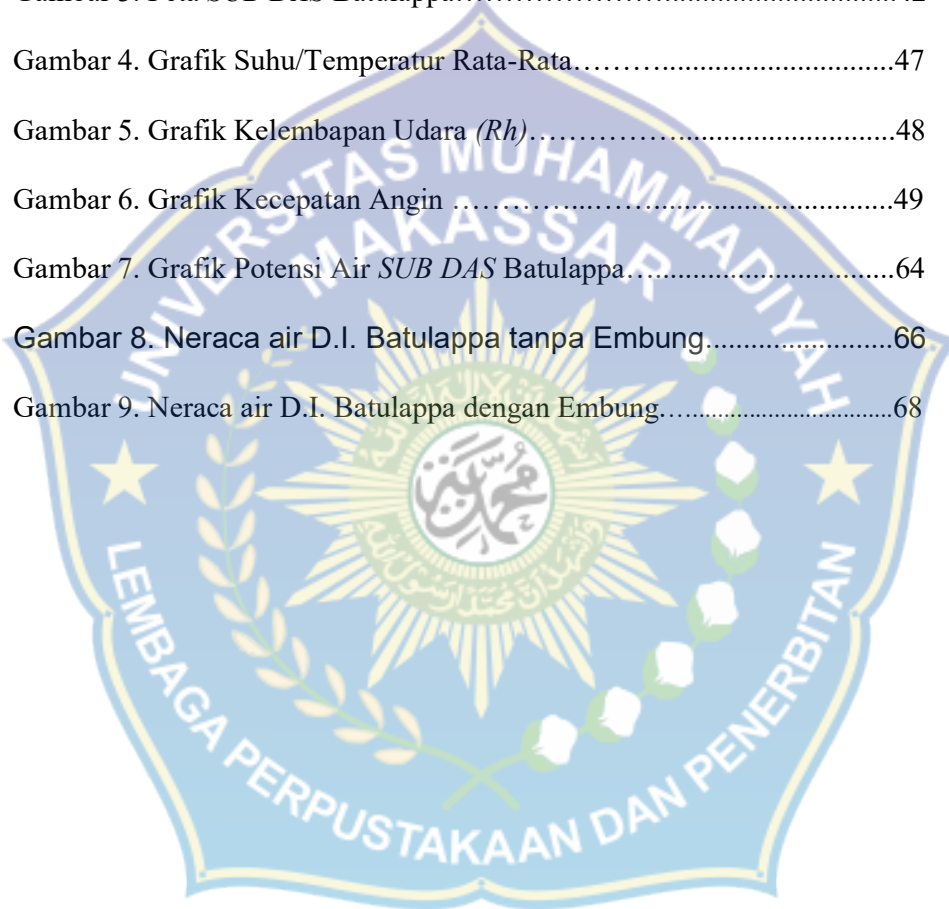 Gambar 4. Grafik Suhu/Temperatur Rata-Rata……….............................47
Gambar 5. Grafik Kelembapan Udara (Rh)…………….........................48
Gambar 6. Grafik Kecepatan Angin …………...……............................49
Gambar 7. Grafik Potensi Air SUB DAS Batulappa….............................64
Gambar 8. Neraca air D.I. Batulappa tanpa Embung.......................66
Gambar 9. Neraca air D.I. Batulappa dengan Embung….............................68
UNIVERSITAS MUHAMMADIYAH
MAKASSAR
LEMBAGA PERPUSTAKAAN DAN PENERBITAN